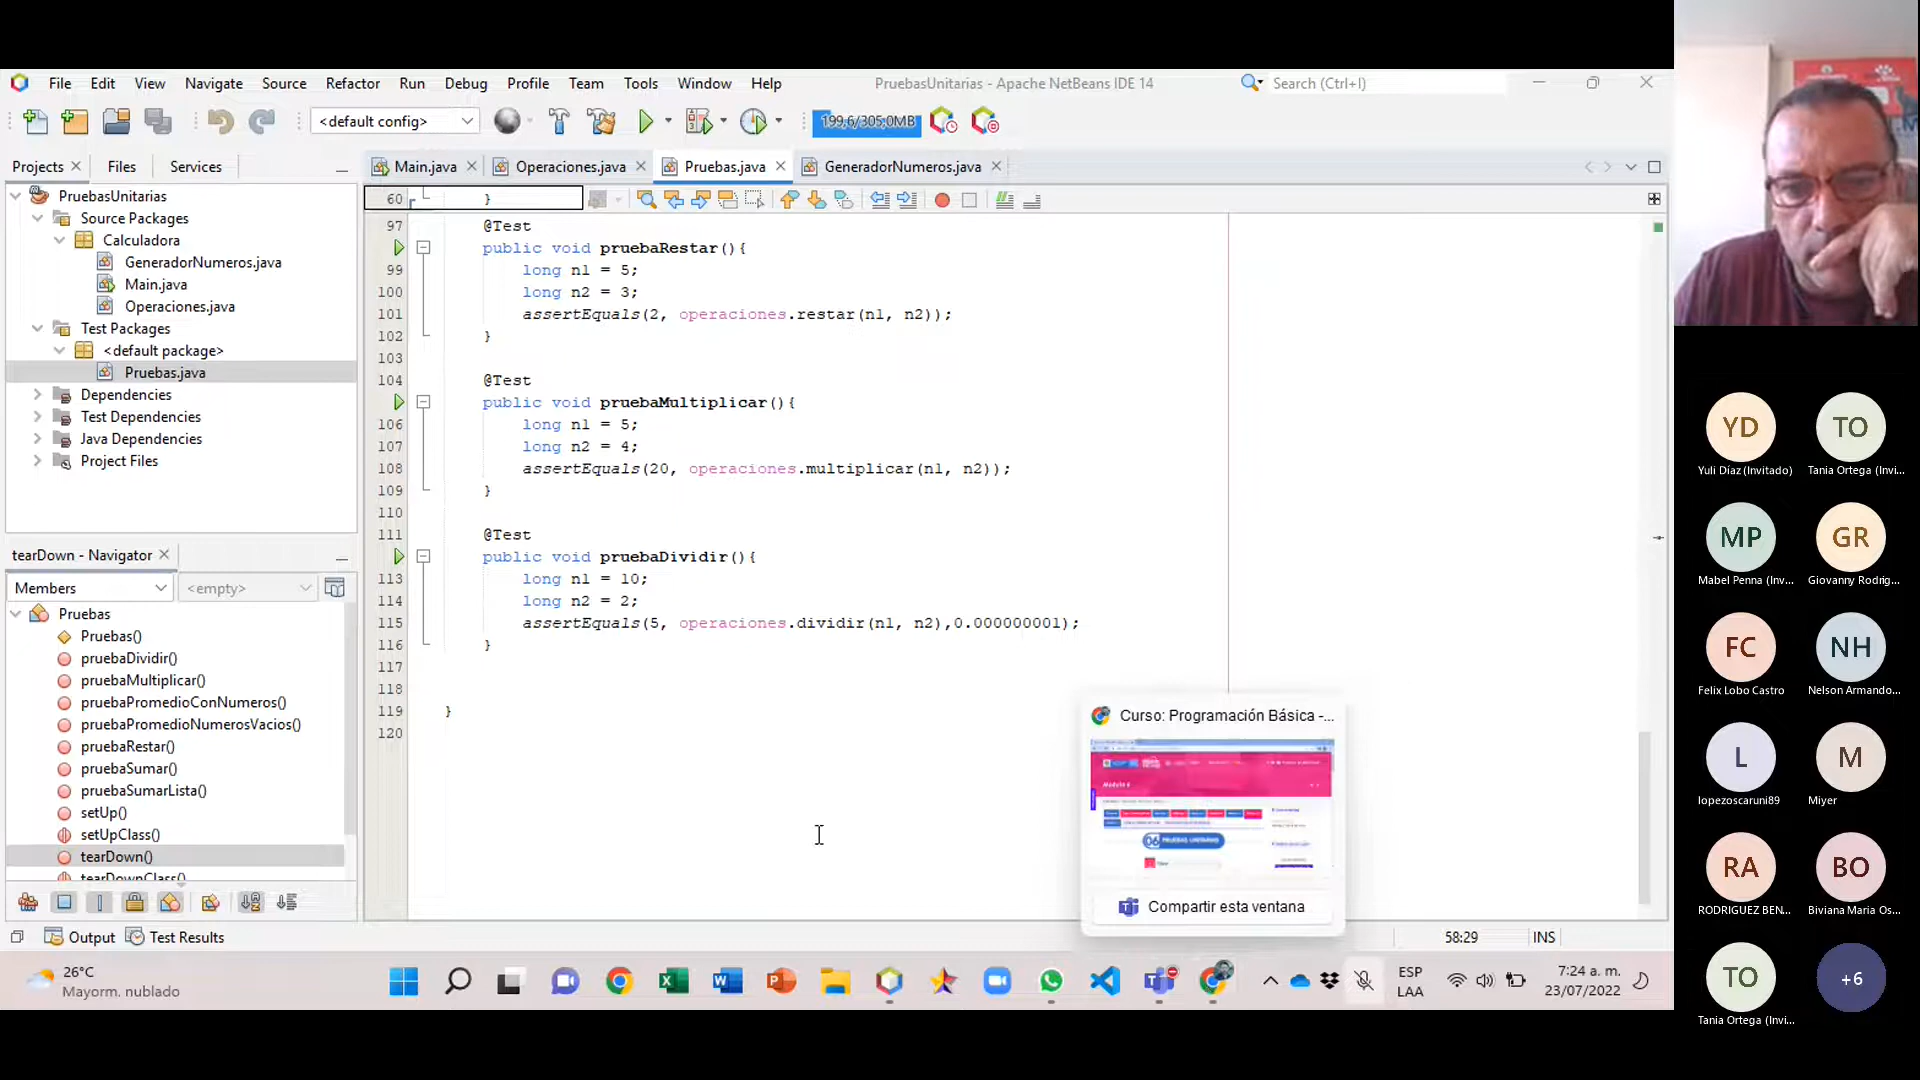 File Edit View Navigate Source Refactor Run Debug Profile Team Tools Window Help
PruebasUnitarias - Apache NetBeans IDE 14
Search (Ctrl+I)
<default config>
199,6/305,0MB
Projects Files Services
Main.java Operaciones.java Pruebas.java GeneradorNumeros.java
PruebasUnitarias
Source Packages
Calculadora
GeneradorNumeros.java
Main.java
Operaciones.java
Test Packages
<default package>
Pruebas.java
Dependencies
Test Dependencies
Java Dependencies
Project Files
tearDown - Navigator
Members <empty>
Pruebas
Pruebas()
pruebaDividir()
pruebaMultiplicar()
pruebaPromedioConNumeros()
pruebaPromedioNumerosVacios()
pruebaRestar()
pruebaSumar()
pruebaSumarLista()
setUp()
setUpClass()
tearDown()
tearDownClass()
60 }
97 @Test
public void pruebaRestar(){
99 long n1 = 5;
100 long n2 = 3;
101 assertEquals(2, operaciones.restar(n1, n2));
102 }
103
104 @Test
public void pruebaMultiplicar(){
106 long n1 = 5;
107 long n2 = 4;
108 assertEquals(20, operaciones.multiplicar(n1, n2));
109 }
110
111 @Test
public void pruebaDividir(){
113 long n1 = 10;
114 long n2 = 2;
115 assertEquals(5, operaciones.dividir(n1, n2),0.000000001);
116 }
117
118
119 }
120
Curso: Programación Básica -...
Módulo 6
06 PRUEBAS UNITARIAS
Compartir esta ventana
Output Test Results
58:29 INS
26°C
Mayorm. nublado
ESP
LAA
7:24 a. m.
23/07/2022
YD
Yuli Díaz (Invitado)
TO
Tania Ortega (Invi...
MP
Mabel Penna (Inv...
GR
Giovanny Rodrig...
FC
Felix Lobo Castro
NH
Nelson Armando...
L
lopezoscaruni89
M
Miyer
RA
RODRIGUEZ BEN...
BO
Biviana Maria Os...
TO
Tania Ortega (Invi...
+6